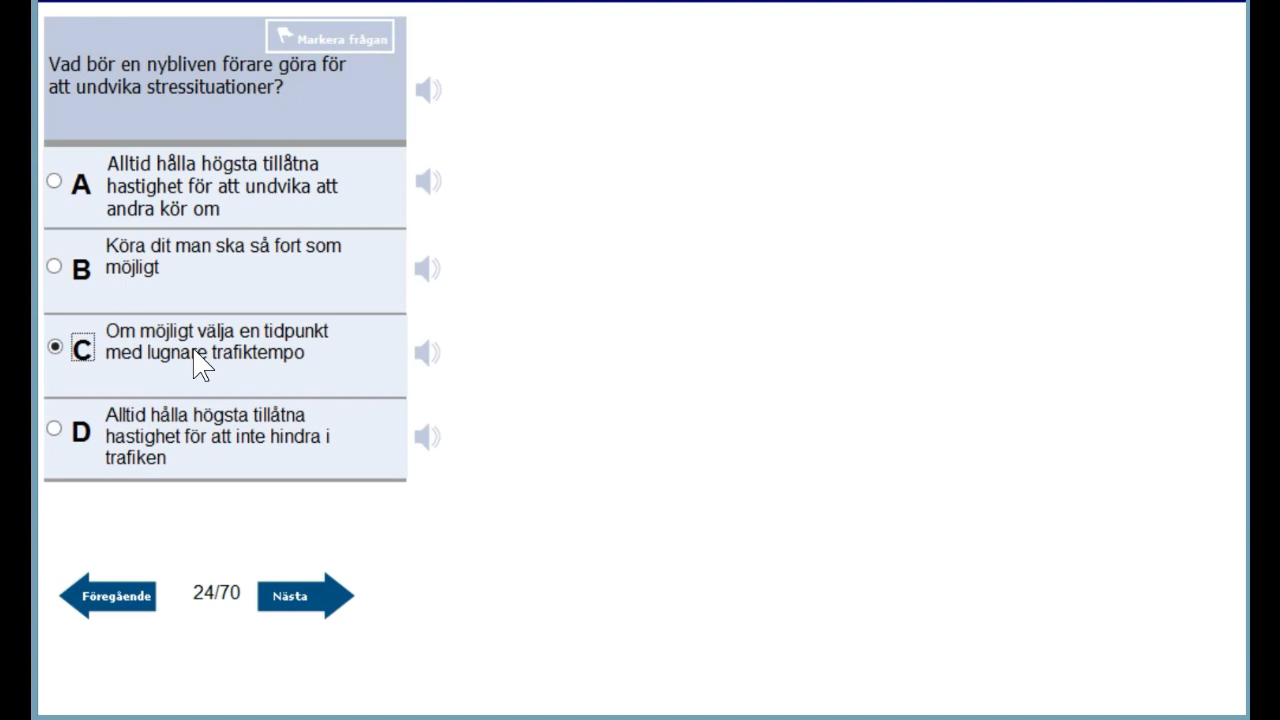 Markera frågan
Vad bör en nybliven förare göra för
att undvika stressituationer?
A
Alltid hålla högsta tillåtna
hastighet för att undvika att
andra kör om
B
Köra dit man ska så fort som
möjligt
C
Om möjligt välja en tidpunkt
med lugnare trafiktempo
D
Alltid hålla högsta tillåtna
hastighet för att inte hindra i
trafiken
Föregående
24/70
Nästa